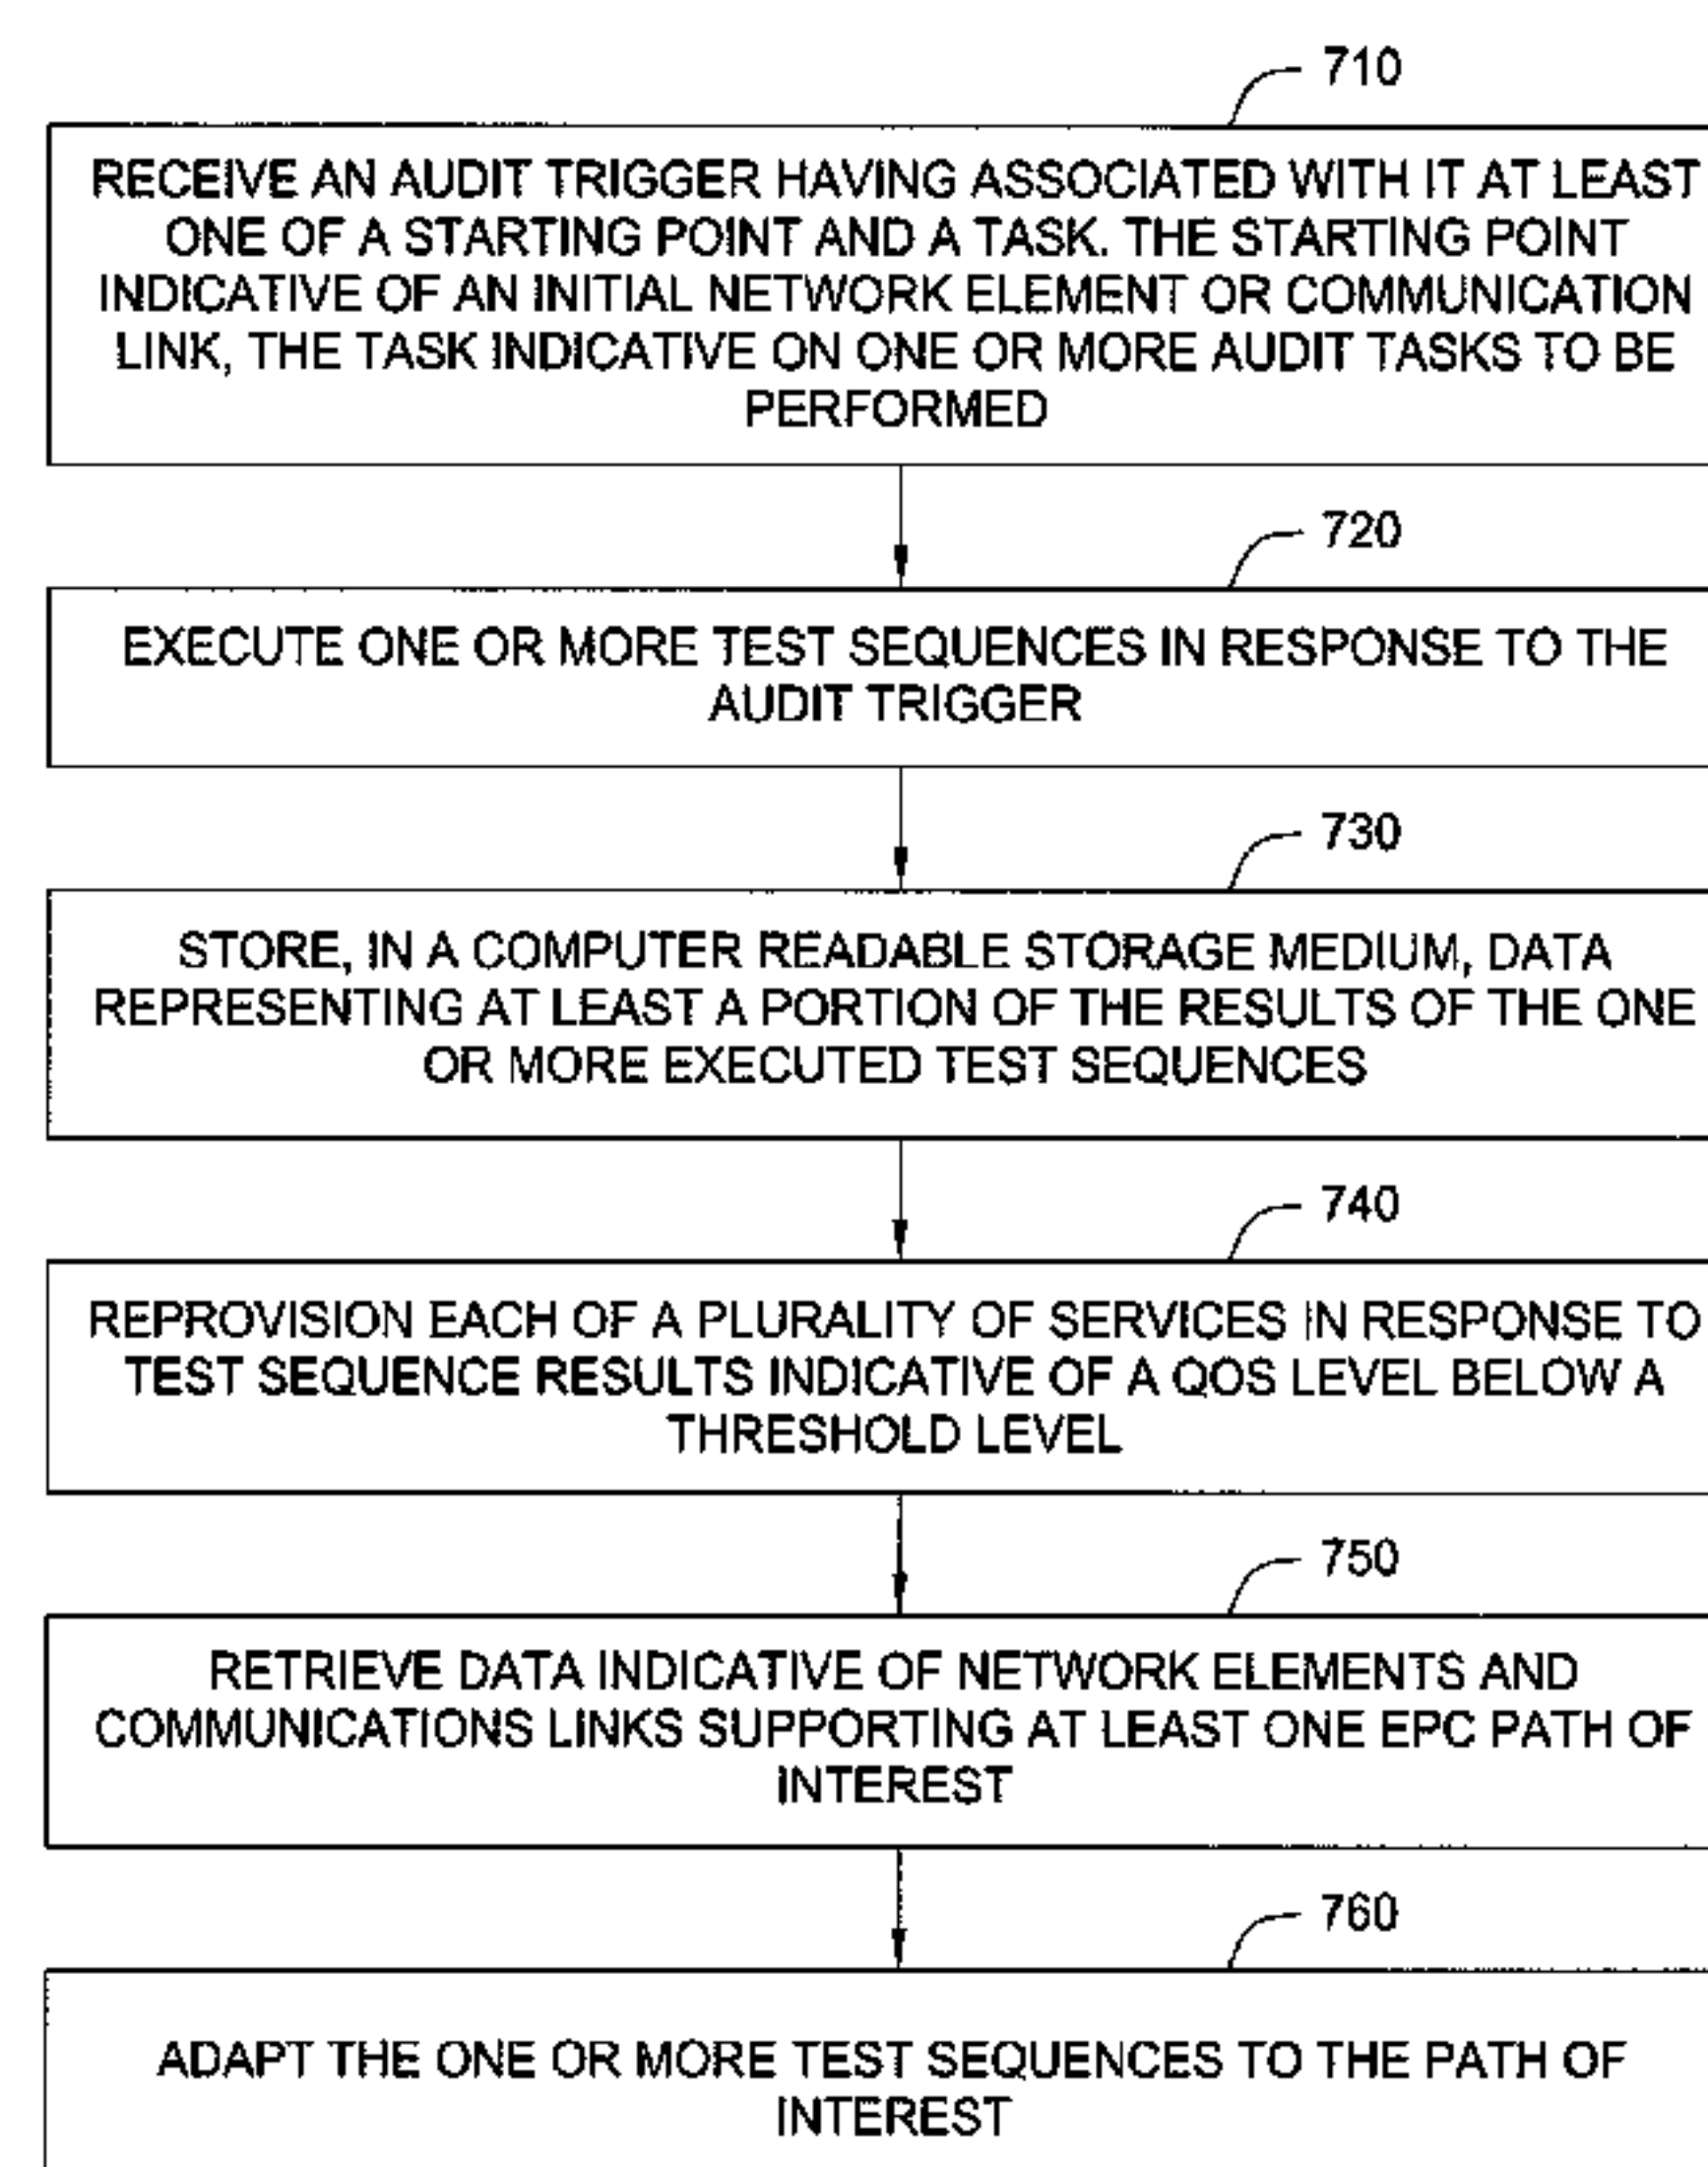 710
RECEIVE AN AUDIT TRIGGER HAVING ASSOCIATED WITH IT AT LEAST
ONE OF A STARTING POINT AND A TASK. THE STARTING POINT
INDICATIVE OF AN INITIAL NETWORK ELEMENT OR COMMUNICATION
LINK, THE TASK INDICATIVE ON ONE OR MORE AUDIT TASKS TO BE
PERFORMED
720
EXECUTE ONE OR MORE TEST SEQUENCES IN RESPONSE TO THE
AUDIT TRIGGER
730
STORE, IN A COMPUTER READABLE STORAGE MEDIUM, DATA
REPRESENTING AT LEAST A PORTION OF THE RESULTS OF THE ONE
OR MORE EXECUTED TEST SEQUENCES
740
REPROVISION EACH OF A PLURALITY OF SERVICES IN RESPONSE TO
TEST SEQUENCE RESULTS INDICATIVE OF A QOS LEVEL BELOW A
THRESHOLD LEVEL
750
RETRIEVE DATA INDICATIVE OF NETWORK ELEMENTS AND
COMMUNICATIONS LINKS SUPPORTING AT LEAST ONE EPC PATH OF
INTEREST
760
ADAPT THE ONE OR MORE TEST SEQUENCES TO THE PATH OF
INTEREST